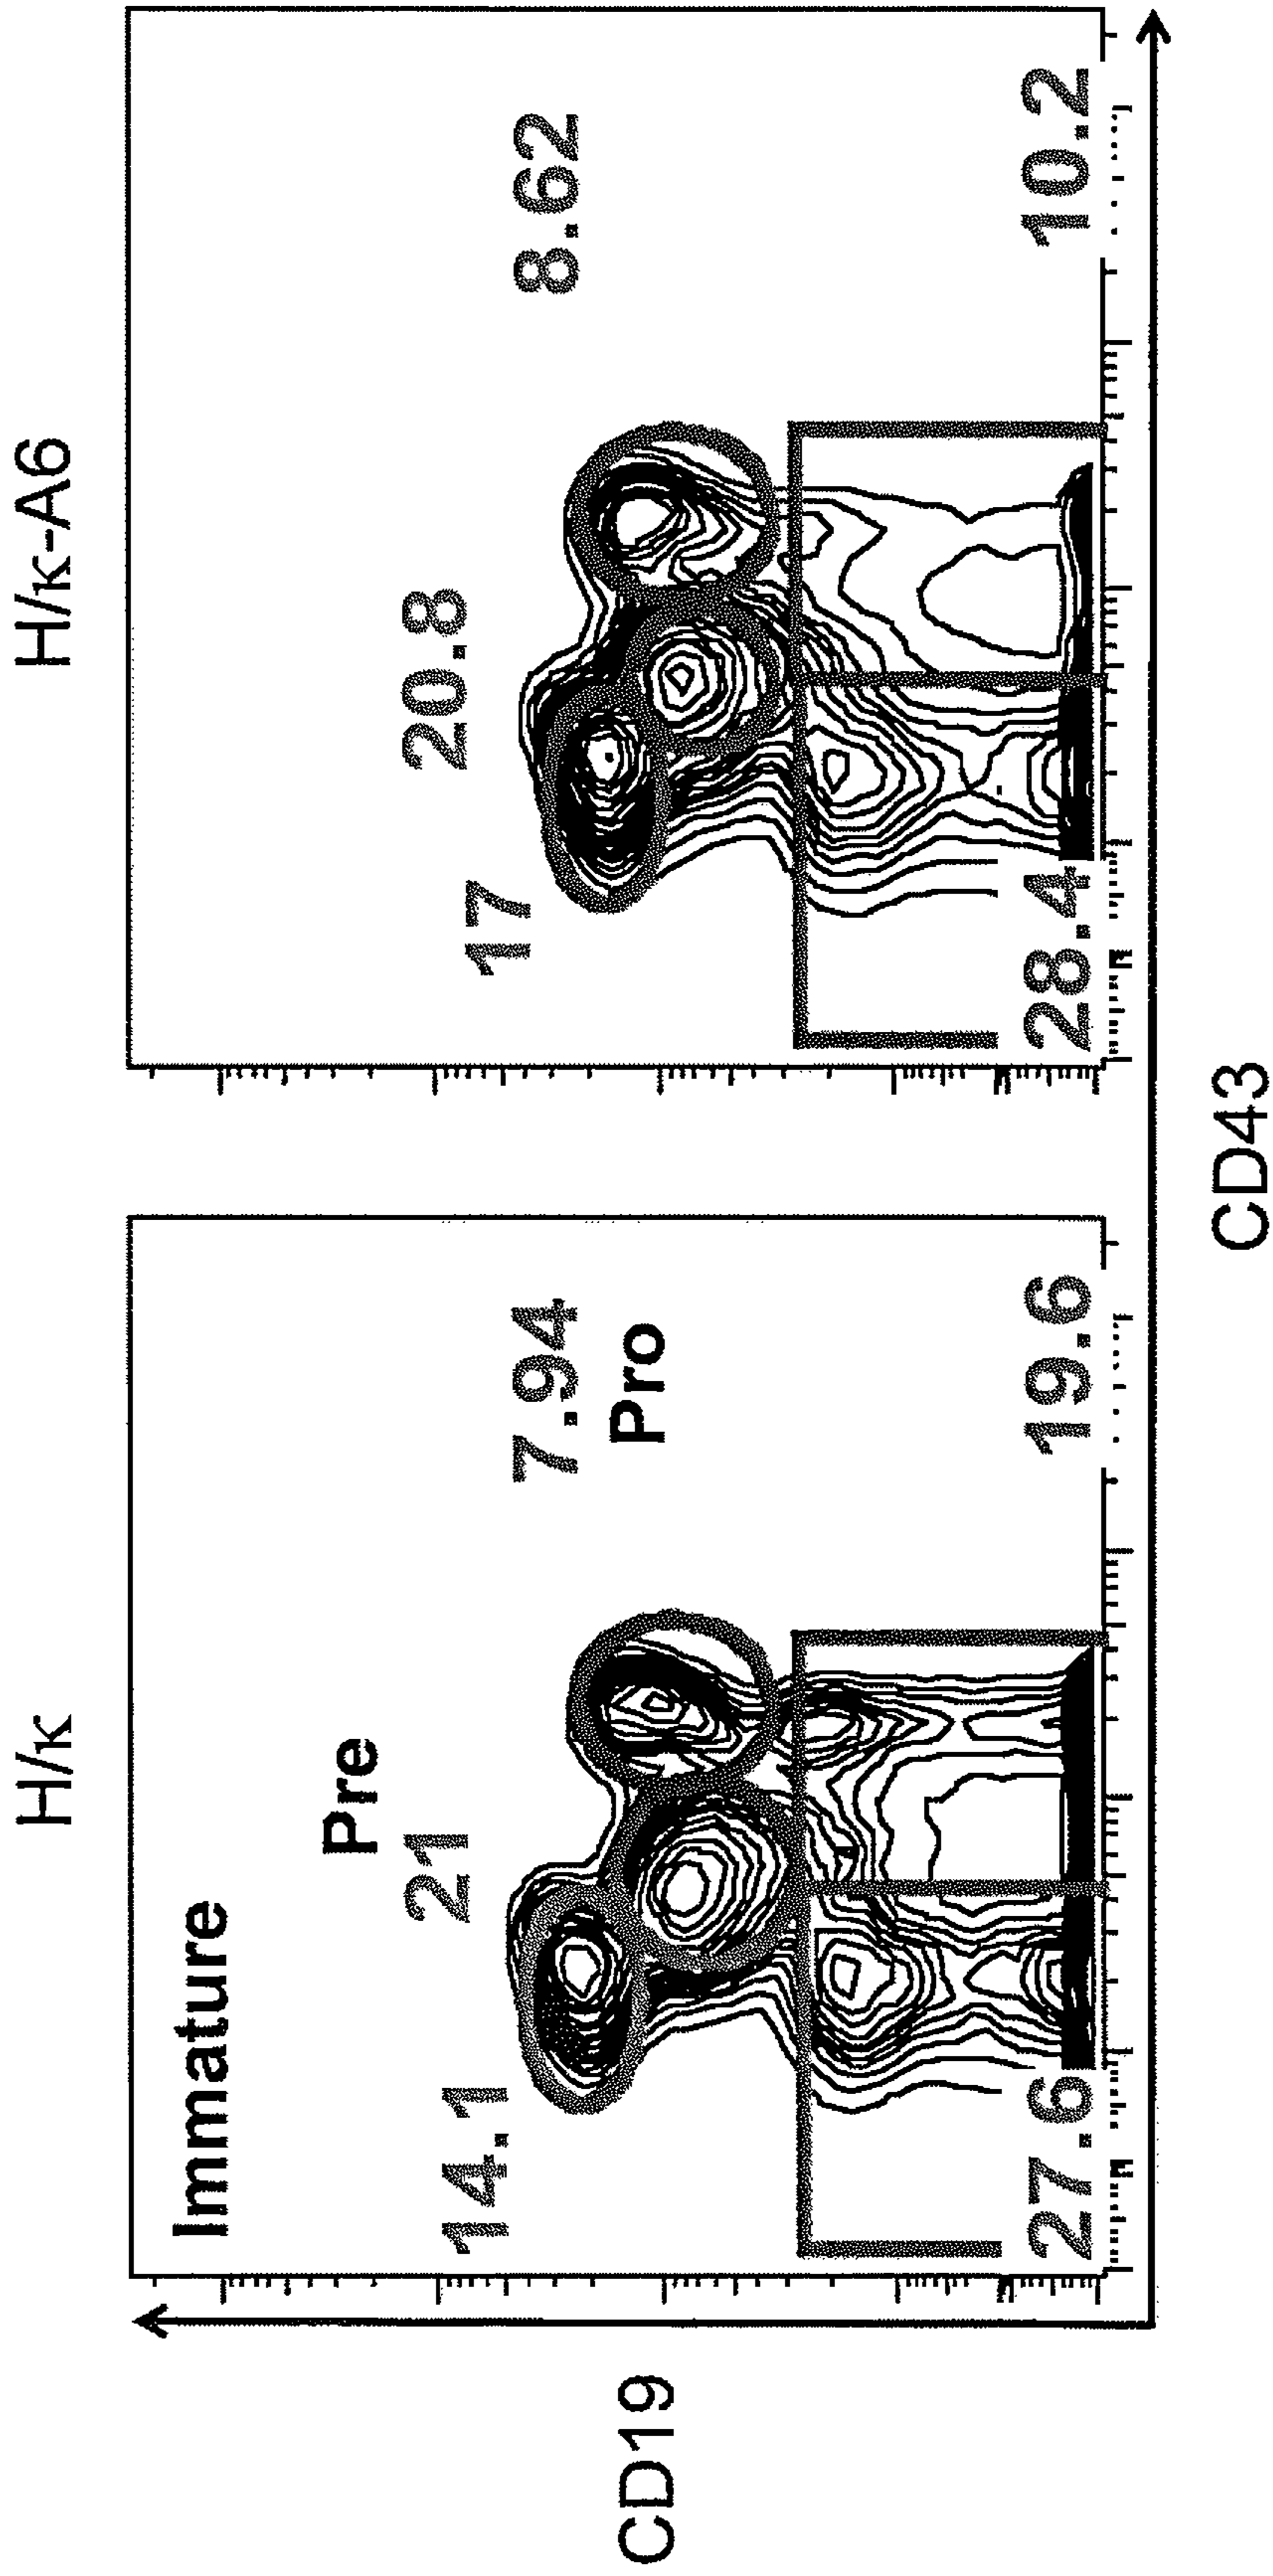 H/κ
H/κ-A6
Immature
Pre
14.1
21
7.94
Pro
27.6
19.6
17
20.8
8.62
28.4
10.2
CD19
CD43